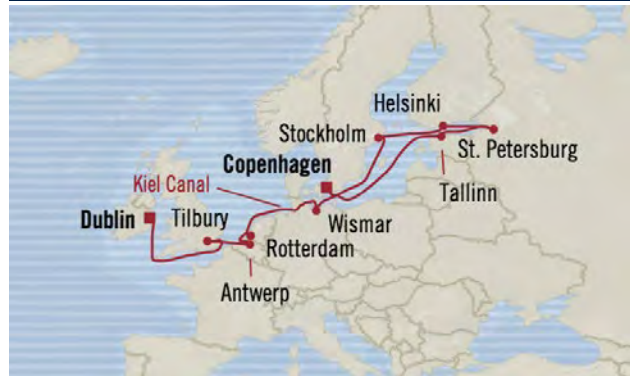 Helsinki
Stockholm
St. Petersburg
Copenhagen
Tallinn
Kiel Canal
Dublin
Tilbury
Wismar
Rotterdam
Antwerp